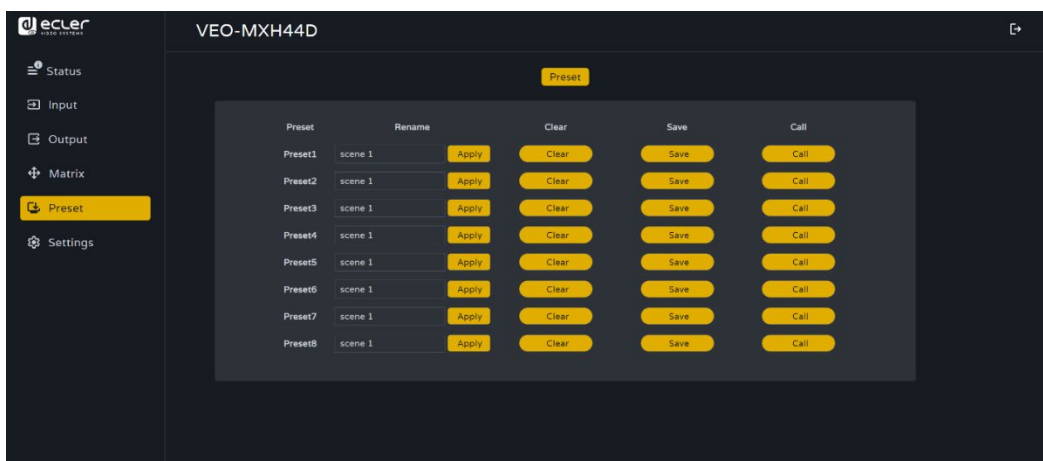 ecler
VIDEO SYSTEMS
VEO-MXH44D
Status
Input
Output
Matrix
Preset
Settings
Preset
Preset Rename Clear Save Call
Preset1 scene 1 Apply Clear Save Call
Preset2 scene 1 Apply Clear Save Call
Preset3 scene 1 Apply Clear Save Call
Preset4 scene 1 Apply Clear Save Call
Preset5 scene 1 Apply Clear Save Call
Preset6 scene 1 Apply Clear Save Call
Preset7 scene 1 Apply Clear Save Call
Preset8 scene 1 Apply Clear Save Call